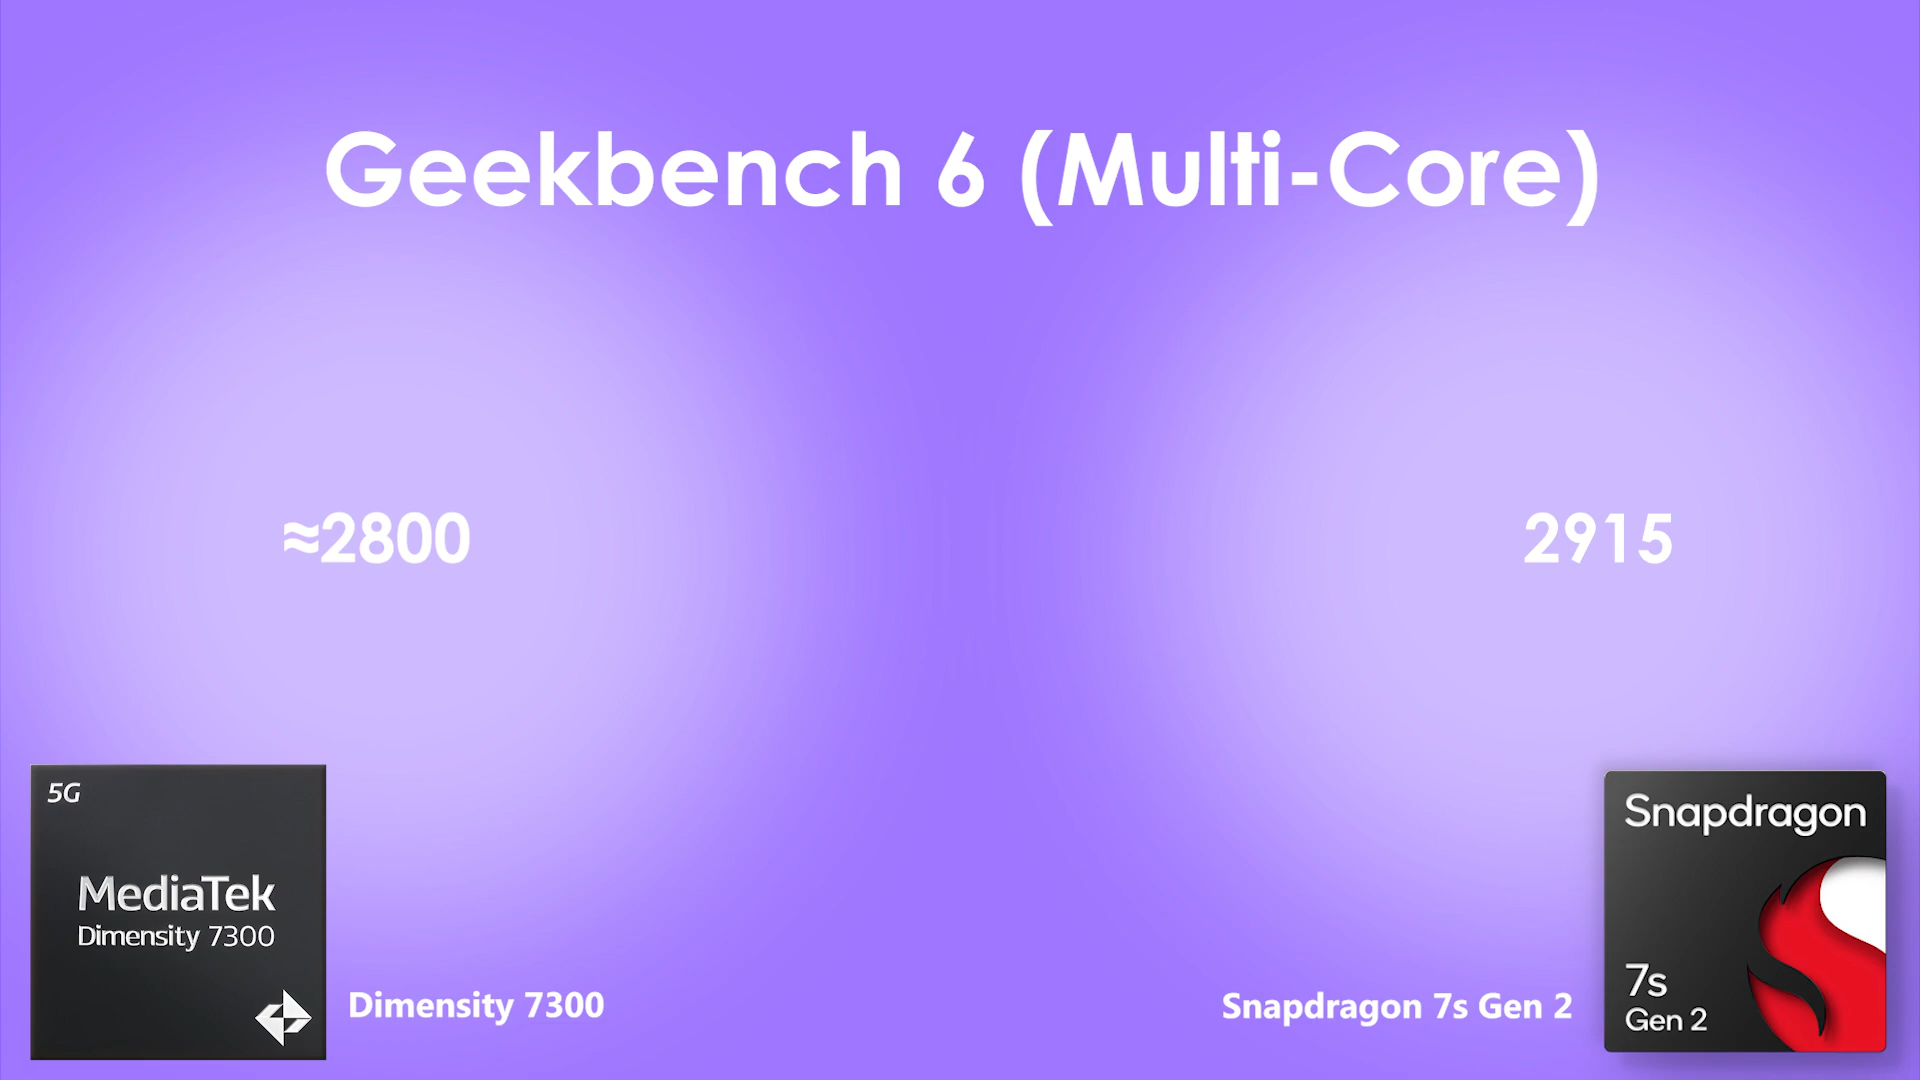 Geekbench 6 (Multi-Core)
≈2800
2915
5G
MediaTek
Dimensity 7300
Dimensity 7300
Snapdragon 7s Gen 2
Snapdragon
7s
Gen 2